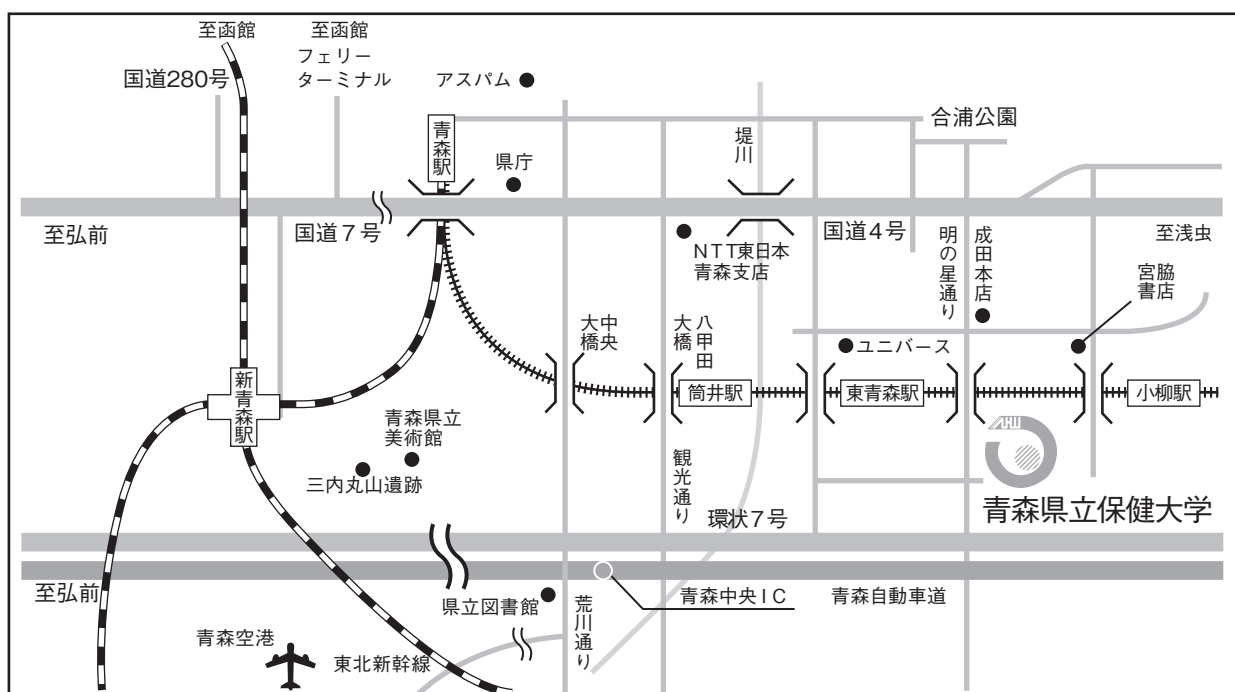 至函館
至函館
フェリー
ターミナル
国道280号
アスパム
青森駅
県庁
堤川
合浦公園
至弘前
国道7号
NTT東日本
青森支店
国道4号
明の星通り
成田本店
至浅虫
宮脇
書店
中央
大橋
八甲田
大橋
ユニバース
新青森駅
筒井駅
東青森駅
小柳駅
青森県立
美術館
三内丸山遺跡
観光通り
環状7号
AUHW
青森県立保健大学
至弘前
県立図書館
荒川通り
青森中央IC
青森自動車道
青森空港
東北新幹線